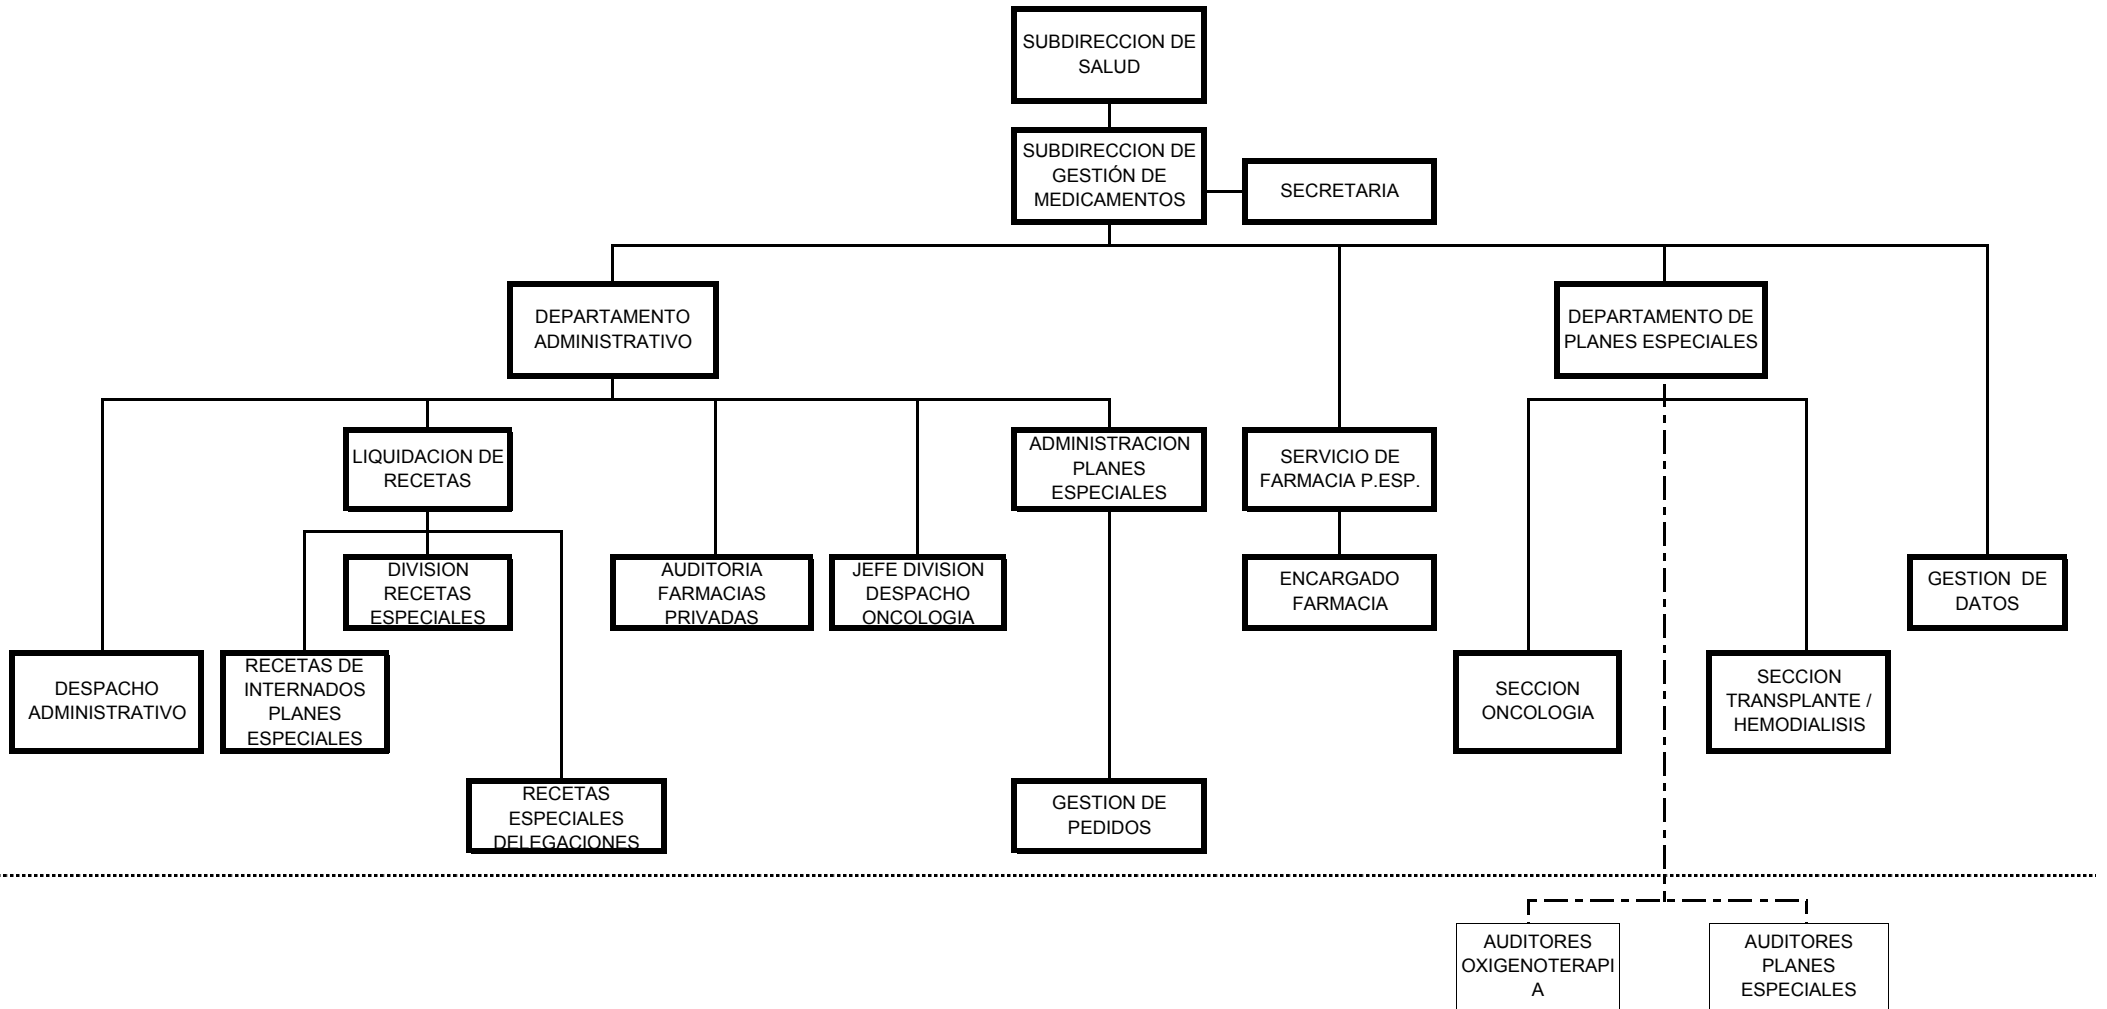 SUBDIRECCION DE
SALUD
SUBDIRECCION DE
GESTIÓN DE
MEDICAMENTOS
SECRETARIA
DEPARTAMENTO
ADMINISTRATIVO
DEPARTAMENTO DE
PLANES ESPECIALES
LIQUIDACION DE
RECETAS
ADMINISTRACION
PLANES
ESPECIALES
SERVICIO DE
FARMACIA P.ESP.
DIVISION
RECETAS
ESPECIALES
AUDITORIA
FARMACIAS
PRIVADAS
JEFE DIVISION
DESPACHO
ONCOLOGIA
ENCARGADO
FARMACIA
GESTION DE
DATOS
DESPACHO
ADMINISTRATIVO
RECETAS DE
INTERNADOS
PLANES
ESPECIALES
SECCION
ONCOLOGIA
SECCION
TRANSPLANTE /
HEMODIALISIS
RECETAS
ESPECIALES
DELEGACIONES
GESTION DE
PEDIDOS
AUDITORES
OXIGENOTERAPI
A
AUDITORES
PLANES
ESPECIALES